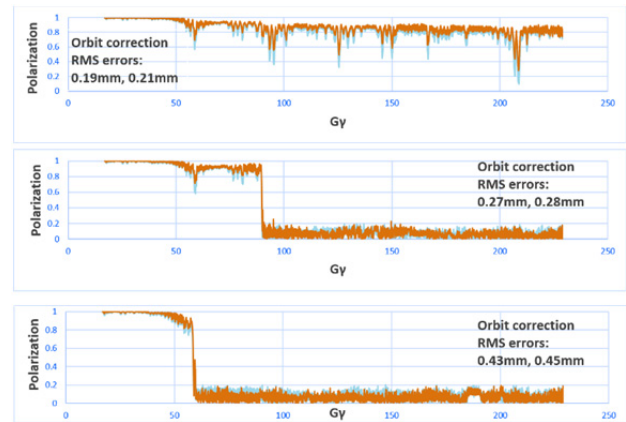 1
0.8
0.6
0.4
0.2
0
Polarization
Orbit correction
RMS errors:
0.19mm, 0.21mm
0 50 100 150 200 250
Gy
1
0.8
0.6
0.4
0.2
0
Polarization
Orbit correction
RMS errors:
0.27mm, 0.28mm
0 50 100 150 200 250
Gy
1
0.8
0.6
0.4
0.2
0
Polarization
Orbit correction
RMS errors:
0.43mm, 0.45mm
0 50 100 150 200 250
Gy